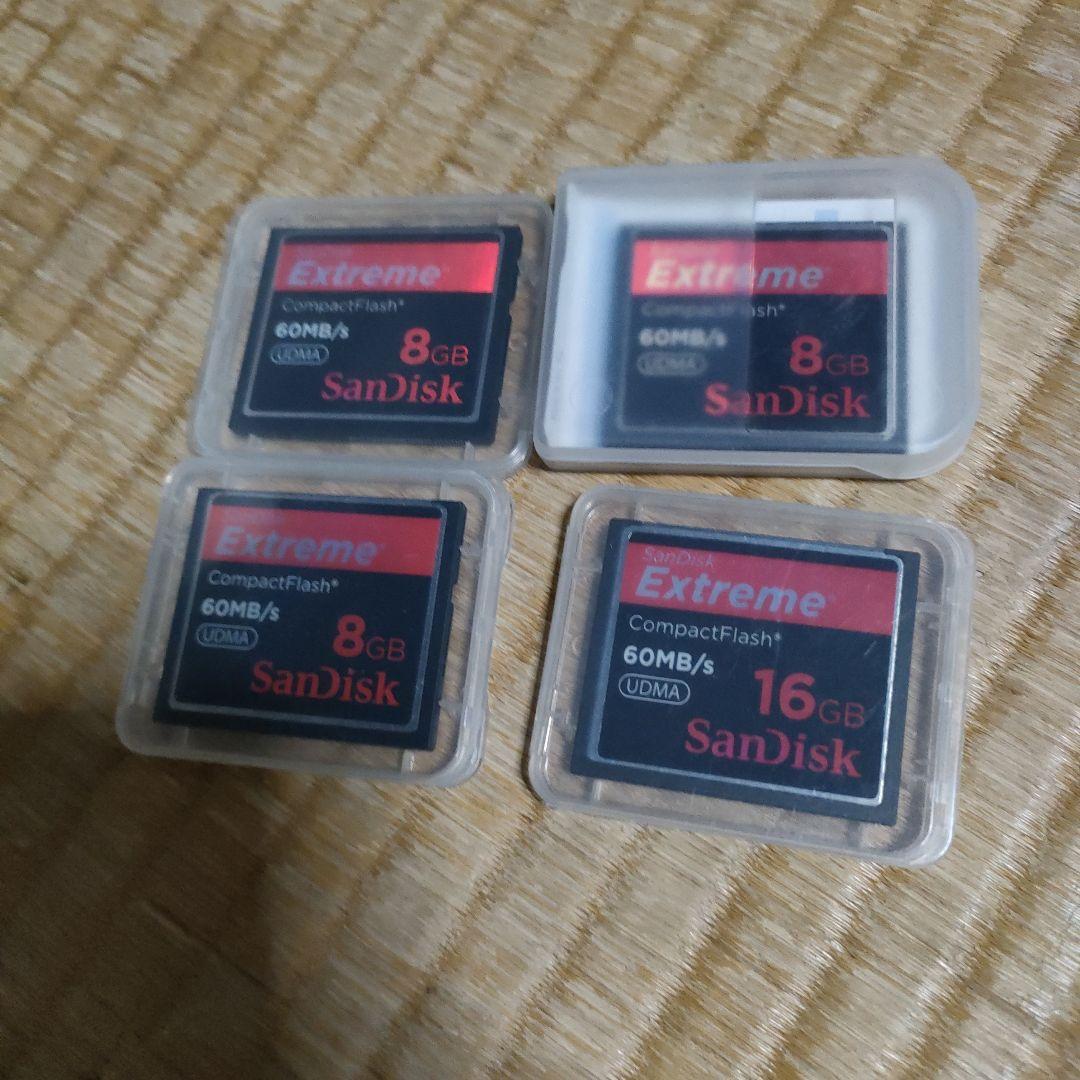 Extreme
CompactFlash®
60MB/s
UDMA
8GB
SanDisk
Extreme
CompactFlash®
60MB/s
UDMA
8GB
SanDisk
Extreme
CompactFlash®
60MB/s
UDMA
8GB
SanDisk
SanDisk
Extreme
CompactFlash®
60MB/s
UDMA
16GB
SanDisk